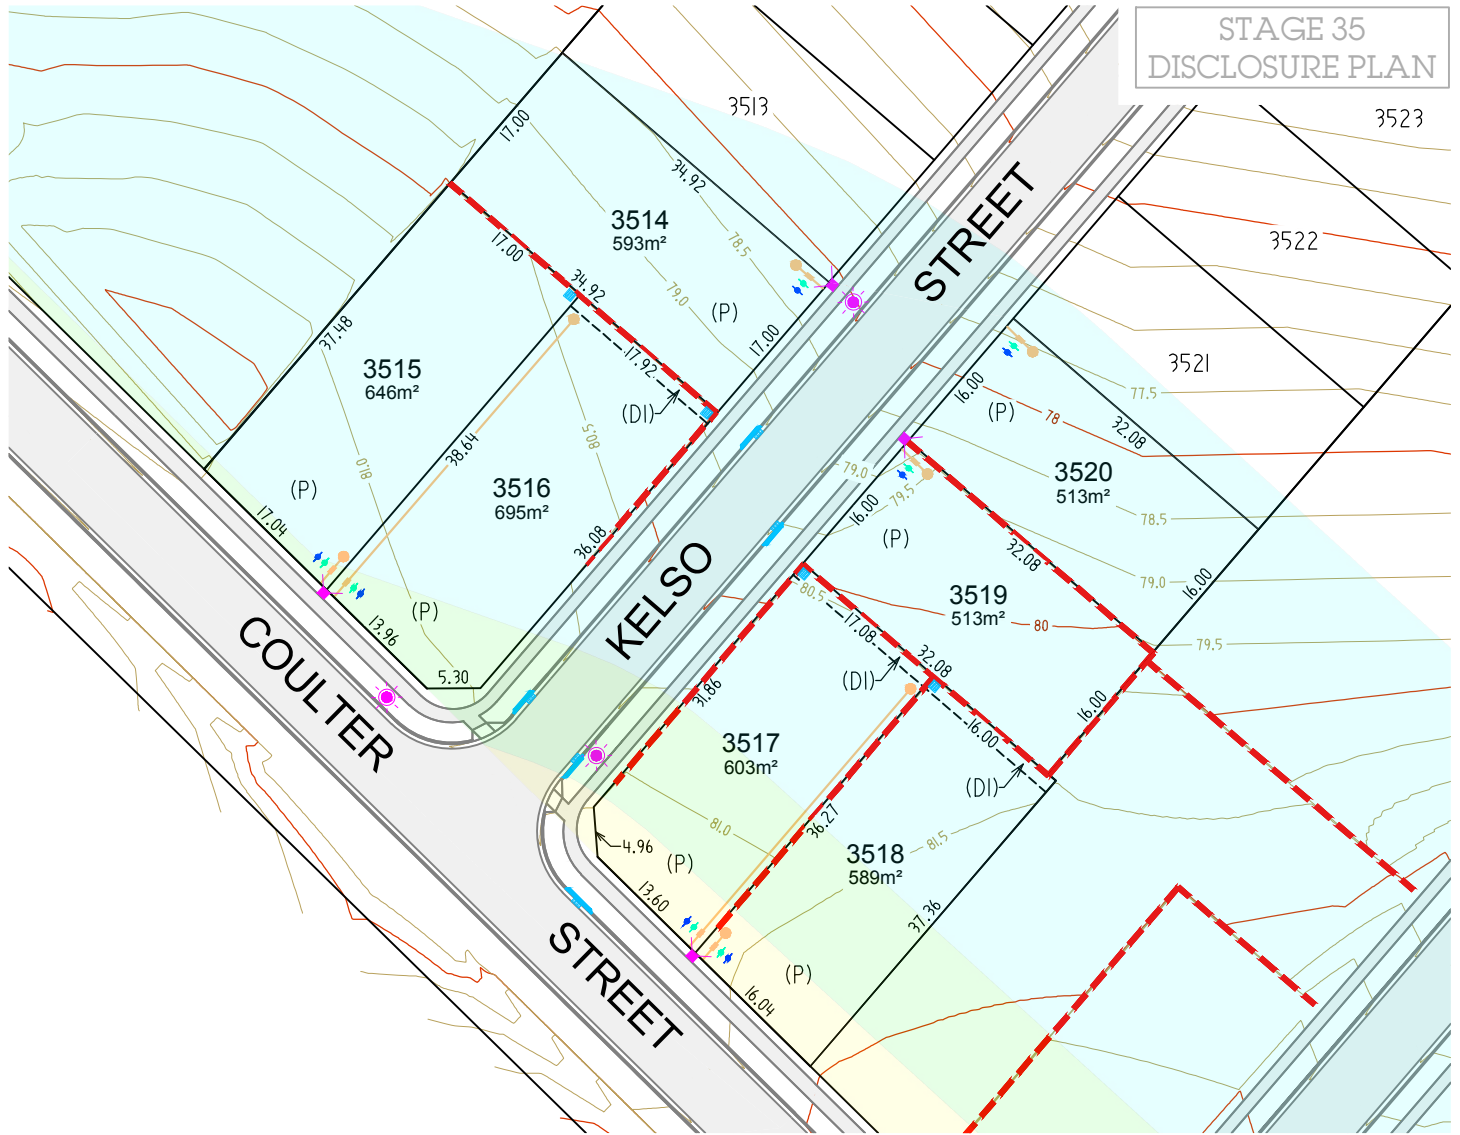 STAGE 35
DISCLOSURE PLAN
3513
3523
3522
3521
17.00
34.92
3514
593m²
78.5
79.0
(P)
17.00
17.00
34.92
37.48
3515
646m²
17.92
(D1)
80.5
81.0
38.64
3516
695m²
(P)
17.04
36.08
(P)
13.96
5.30
KELSO
STREET
COULTER
STREET
16.00
(P)
78
77.5
32.08
3520
513m²
79.0
79.5
78.5
16.00
(P)
32.08
79.0
16.00
3519
513m²
80
79.5
80.5
17.08
32.08
(D1)
31.86
16.00
16.00
(D1)
3517
603m²
81.0
36.27
81.5
3518
589m²
4.96
(P)
13.60
37.36
(P)
16.04